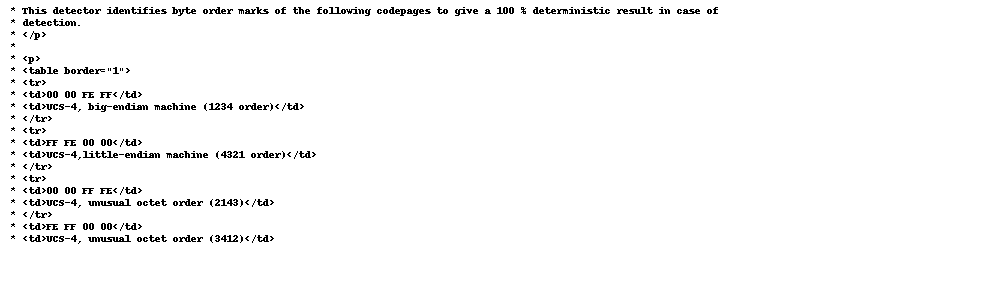 * This detector identifies byte order marks of the following codepages to give a 100 % deterministic result in case of
* detection.
* </p>
*
* <p>
* <table border="1">
* <tr>
* <td>00 00 FE FF</td>
* <td>UCS-4, big-endian machine (1234 order)</td>
* </tr>
* <tr>
* <td>FF FE 00 00</td>
* <td>UCS-4,little-endian machine (4321 order)</td>
* </tr>
* <tr>
* <td>00 00 FF FE</td>
* <td>UCS-4, unusual octet order (2143)</td>
* </tr>
* <td>FE FF 00 00</td>
* <td>UCS-4, unusual octet order (3412)</td>